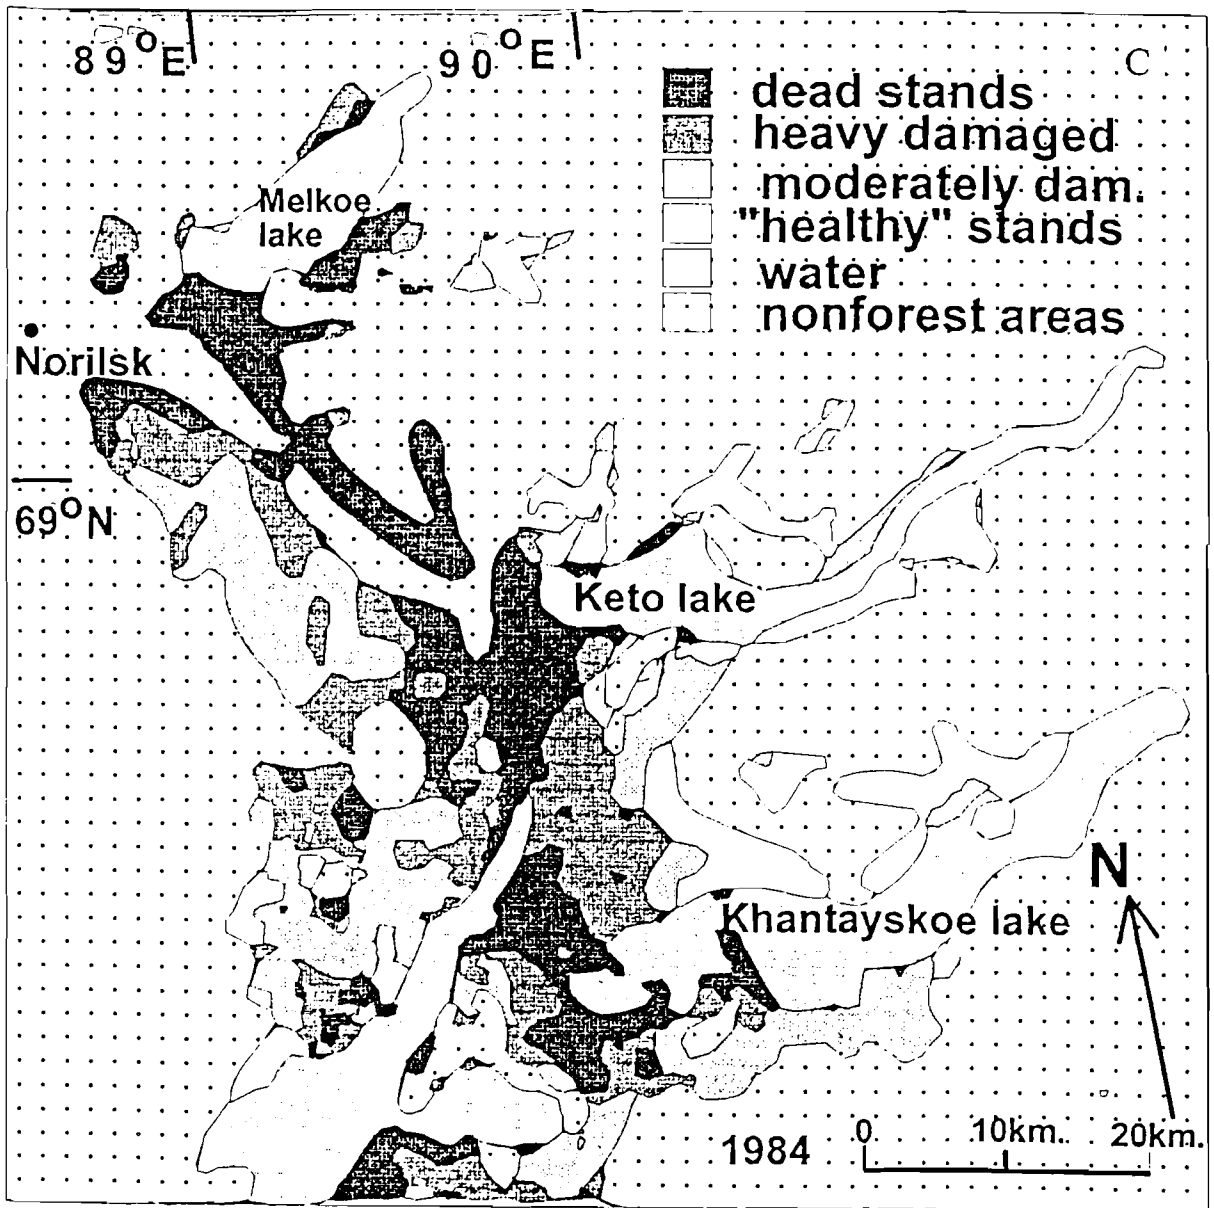 89°E
90°E
C
dead stands
heavy damaged
moderately dam.
"healthy" stands
water
nonforest areas
Melkoe
lake
Norilsk
69°N
Keto lake
N
Khantayskoe lake
1984
0 10km. 20km.